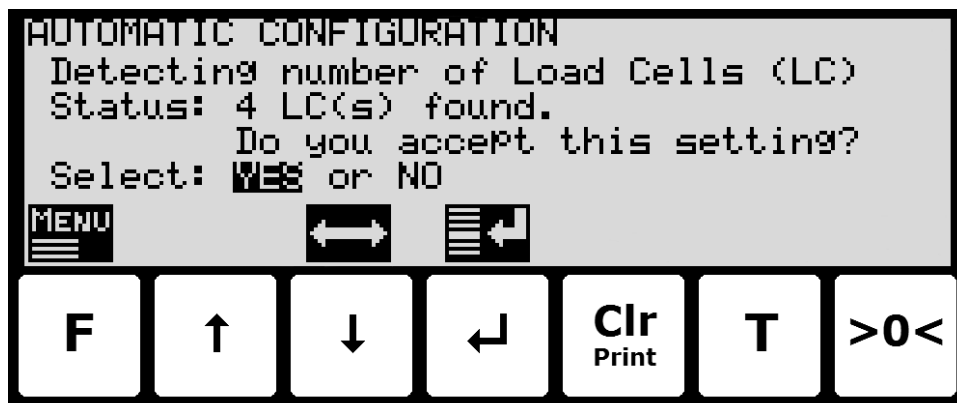 AUTOMATIC CONFIGURATION
Detecting number of Load Cells (LC)
Status: 4 LC(s) found.
Do you accept this setting?
Select: YES or NO
MENU
F ↑ ↓ ↵ Clr T >0<
Print